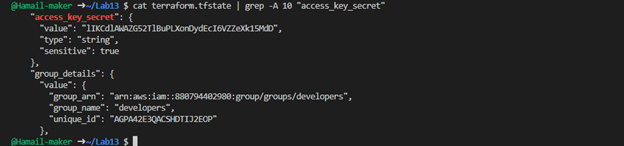 @Hamail-maker ➜~/Lab13 $ cat terraform.tfstate | grep -A 10 "access_key_secret"
"access_key_secret": {
"value": "lIKCdlAWAZG52TlBuPLXonDydEcI6VZZeXk15MdD",
"type": "string",
"sensitive": true
},
"group_details": {
"value": {
"group_arn": "arn:aws:iam::880794402980:group/groups/developers",
"group_name": "developers",
"unique_id": "AGPA42E3QACSHDTIJ2EOP"
},
@Hamail-maker ➜~/Lab13 $